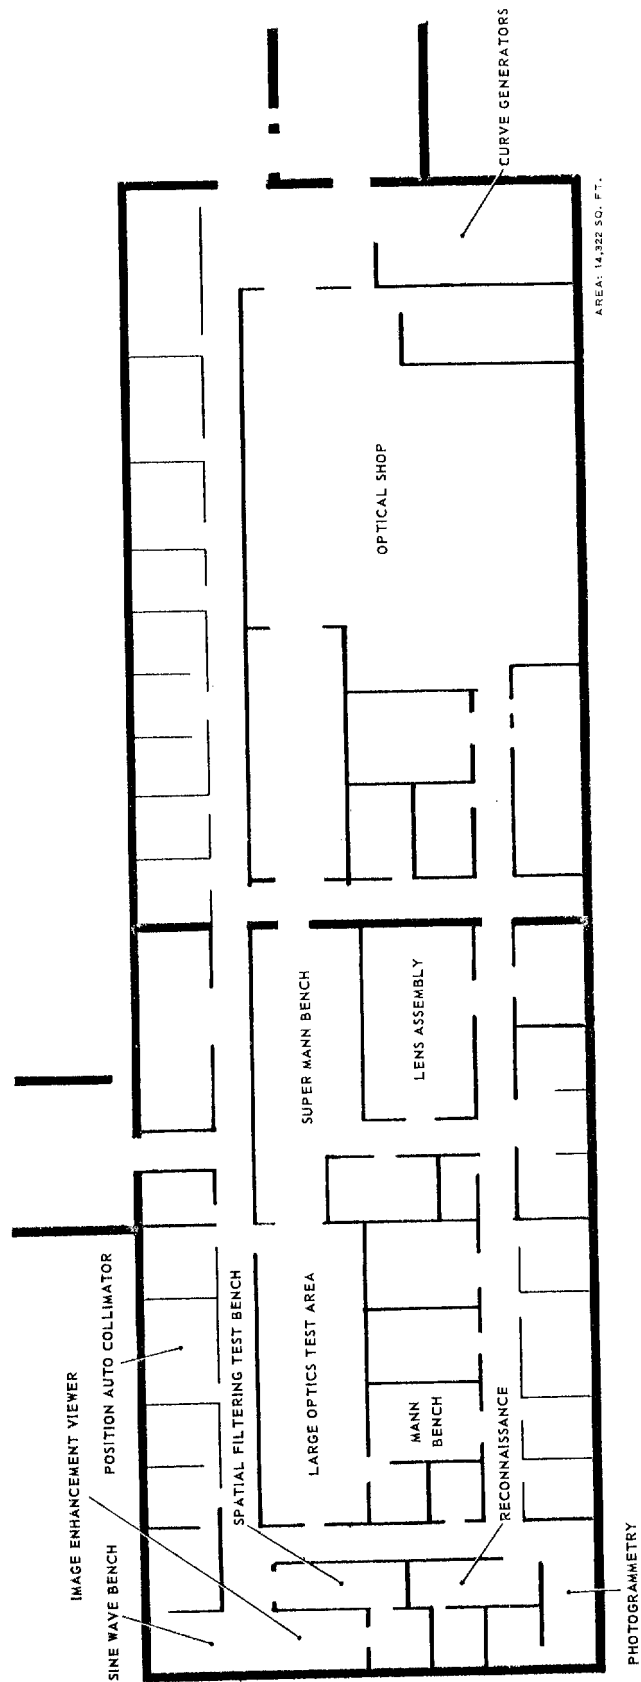 IMAGE ENHANCEMENT VIEWER
SINE WAVE BENCH
POSITION AUTO COLLIMATOR
SPATIAL FILTERING TEST BENCH
LARGE OPTICS TEST AREA
SUPER MANN BENCH
MANN
BENCH
LENS ASSEMBLY
RECONNAISSANCE
PHOTOGRAMMETRY
OPTICAL SHOP
CURVE GENERATORS
AREA: 14,322 SQ. FT.